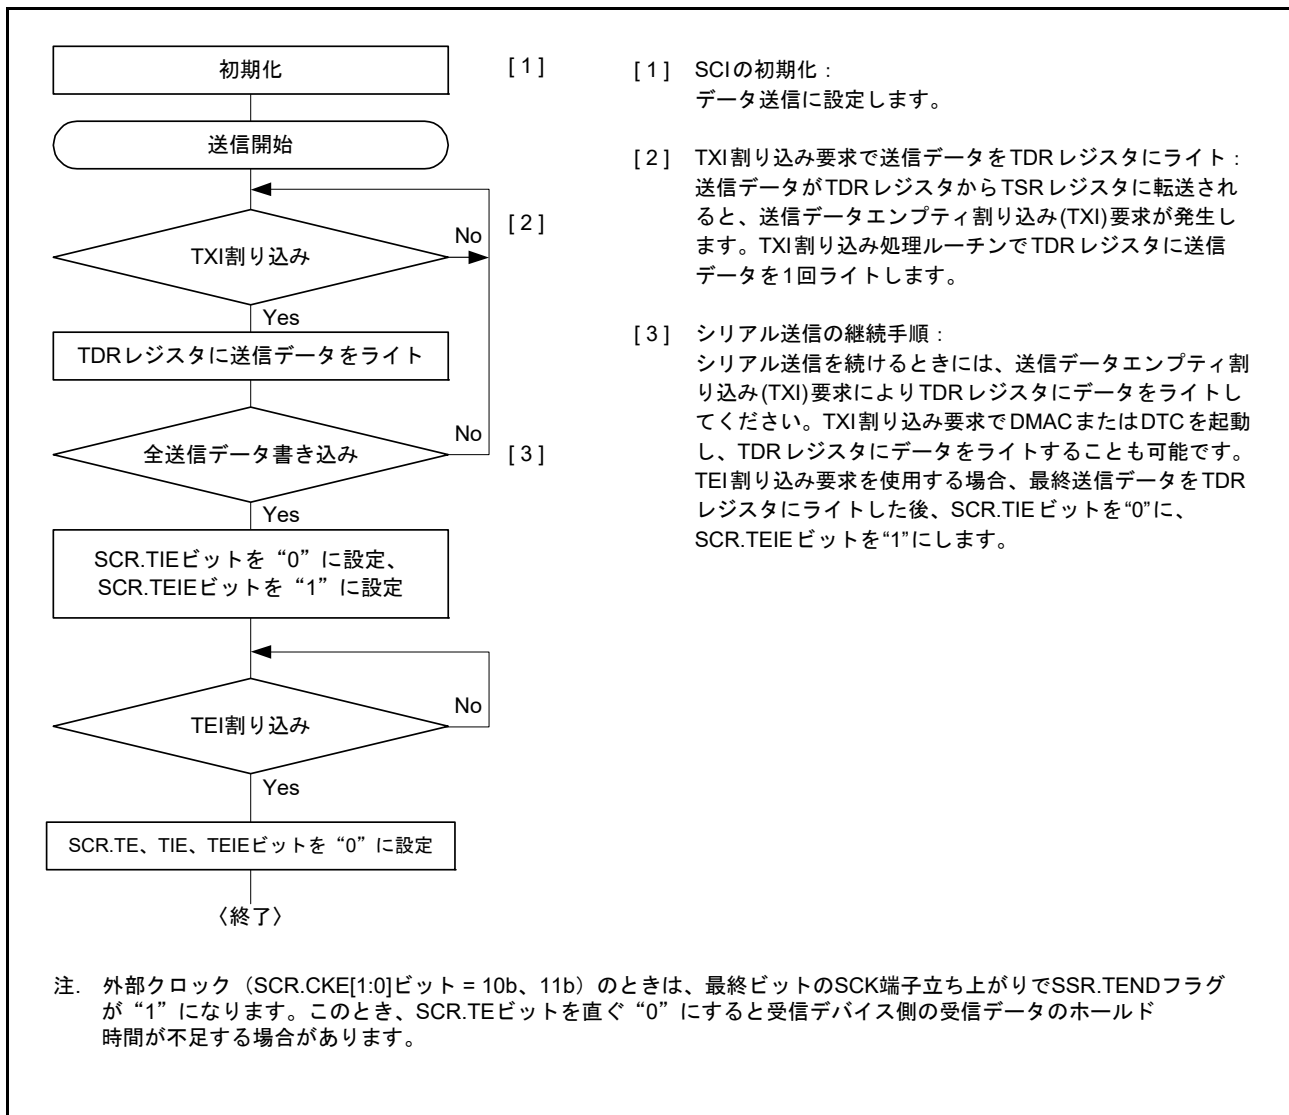 初期化
[ 1 ]
送信開始
TXI割り込み
No
[ 2 ]
Yes
TDRレジスタに送信データをライト
全送信データ書き込み
No
[ 3 ]
Yes
SCR.TIEビットを“0”に設定、
SCR.TEIEビットを“1”に設定
TEI割り込み
No
Yes
SCR.TE、TIE、TEIEビットを“0”に設定
〈終了〉
[ 1 ] SCIの初期化：
データ送信に設定します。
[ 2 ] TXI割り込み要求で送信データをTDRレジスタにライト：
送信データがTDRレジスタからTSRレジスタに転送され
ると、送信データエンプティ割り込み(TXI)要求が発生し
ます。TXI割り込み処理ルーチンでTDRレジスタに送信
データを1回ライトします。
[ 3 ] シリアル送信の継続手順：
シリアル送信を続けるときには、送信データエンプティ割
り込み(TXI)要求によりTDRレジスタにデータをライトし
てください。TXI割り込み要求でDMACまたはDTCを起動
し、TDRレジスタにデータをライトすることも可能です。
TEI割り込み要求を使用する場合、最終送信データをTDR
レジスタにライトした後、SCR.TIEビットを“0”に、
SCR.TEIEビットを“1”にします。
注. 外部クロック（SCR.CKE[1:0]ビット = 10b、11b）のときは、最終ビットのSCK端子立ち上がりでSSR.TENDフラグ
が“1”になります。このとき、SCR.TEビットを直ぐ“0”にすると受信デバイス側の受信データのホールド
時間が不足する場合があります。